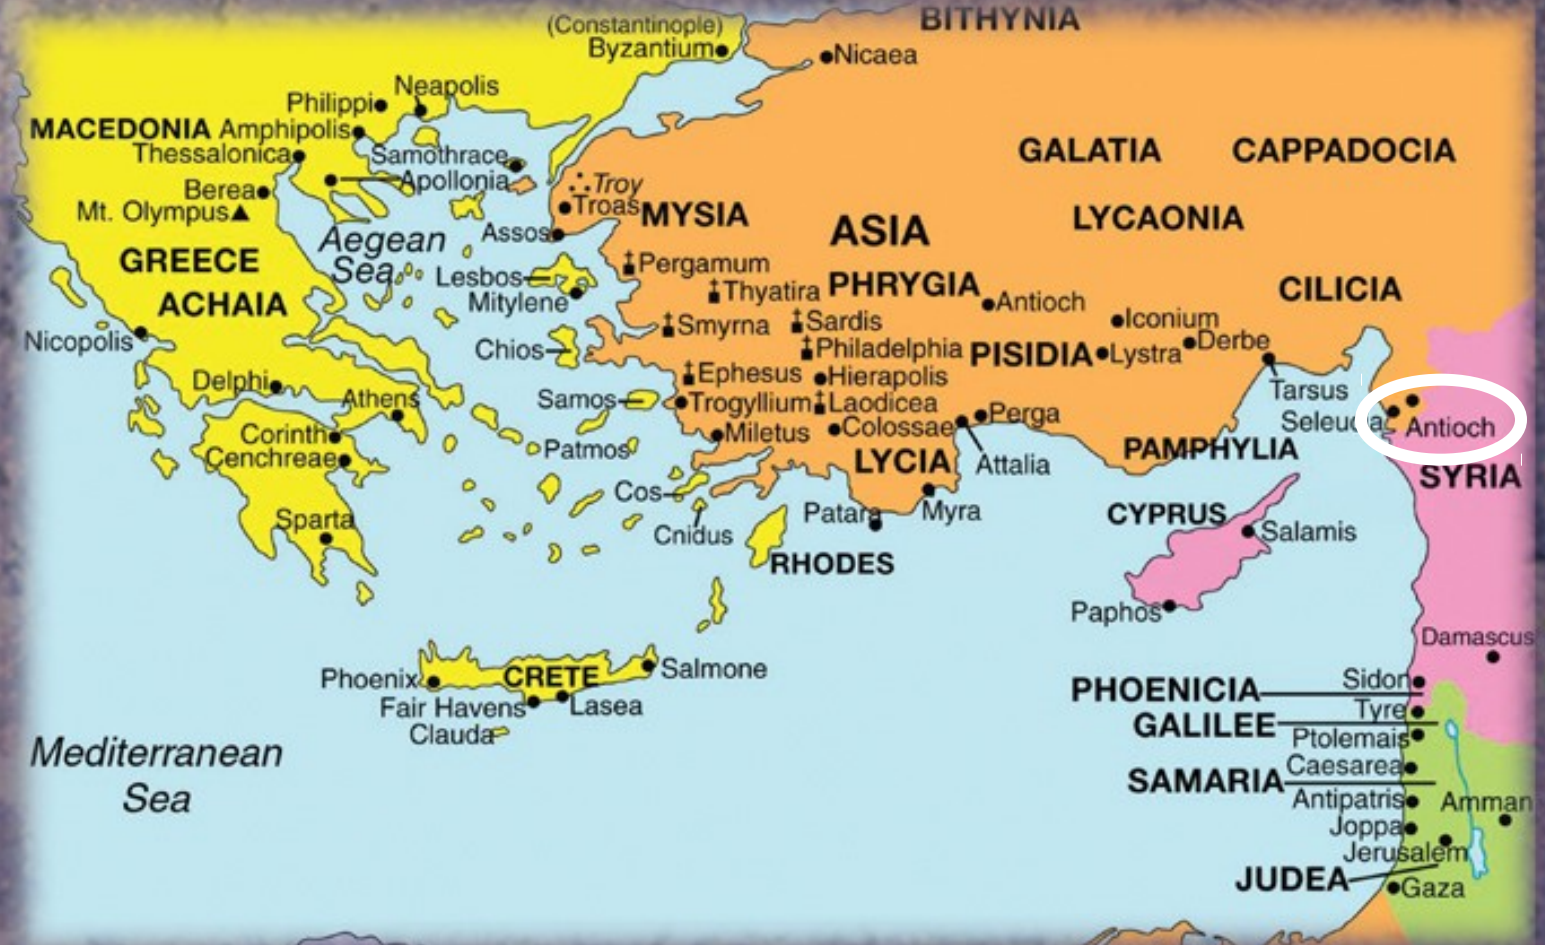 BITHYNIA
(Constantinople)
Byzantium
Nicaea
Neapolis
Philippi
MACEDONIA
Amphipolis
Thessalonica
Samothrace
GALATIA
CAPPADOCIA
Apollonia
Berea
Troy
Mt. Olympus
Troas
MYSIA
LYCAONIA
ASIA
Assos
Aegean
Sea
GREECE
Pergamum
Lesbos
PHRYGIA
CILICIA
Thyatira
Mitylene
ACHAIA
Antioch
Iconium
Smyrna
Sardis
Nicopolis
Derbe
Chios
Philadelphia
PISIDIA
Lystra
Ephesus
Hierapolis
Delphi
Tarsus
Athens
Samos
Trogyllium
Laodicea
Perga
Seleucia
Antioch
Corinth
Miletus
Colossae
Patmos
PAMPHYLIA
Cenchreae
LYCIA
Attalia
SYRIA
Cos
Sparta
Patara
Myra
CYPRUS
Salamis
Cnidus
RHODES
Paphos
Damascus
CRETE
Salmone
Phoenix
Sidon
PHOENICIA
Fair Havens
Lasea
Tyre
GALILEE
Clauda
Ptolemais
Mediterranean
Sea
Caesarea
SAMARIA
Antipatris
Amman
Joppa
Jerusalem
JUDEA
Gaza